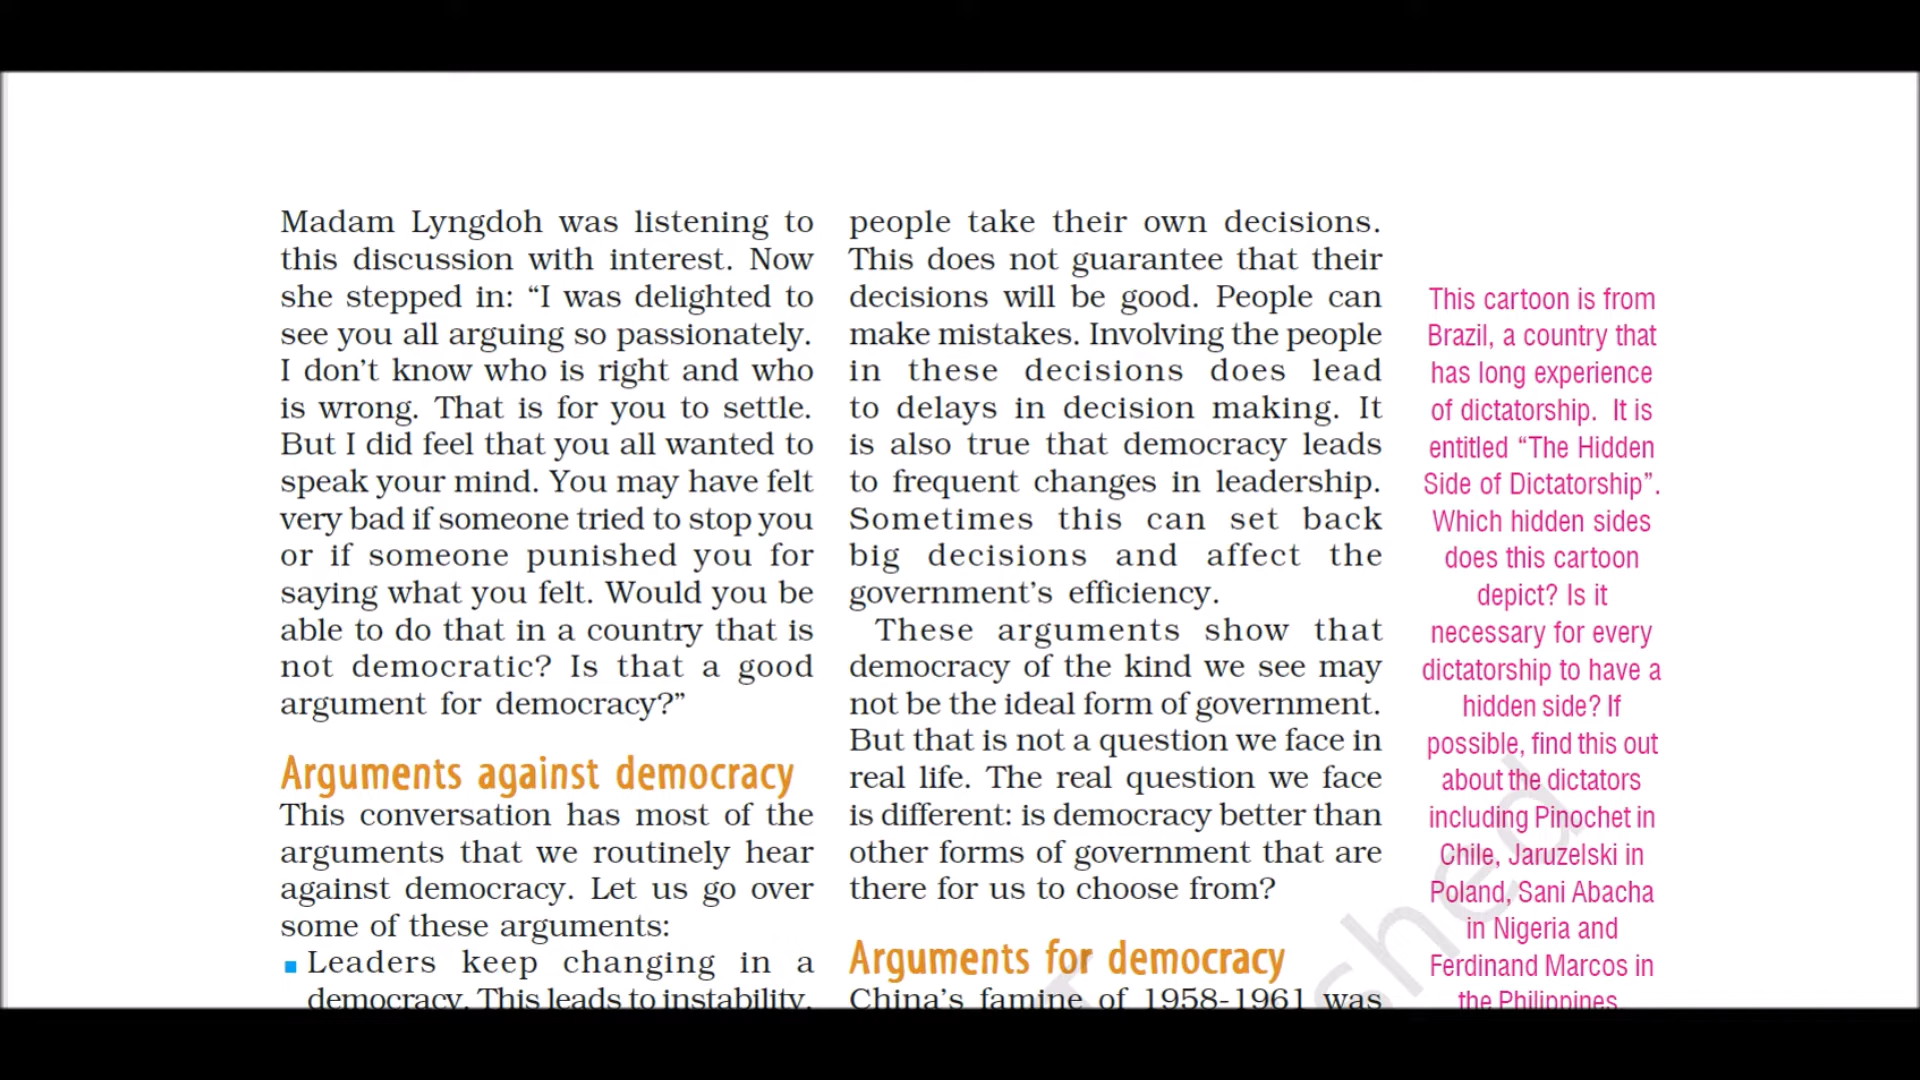 Madam Lyngdoh was listening to
this discussion with interest. Now
she stepped in: “I was delighted to
see you all arguing so passionately.
I don’t know who is right and who
is wrong. That is for you to settle.
But I did feel that you all wanted to
speak your mind. You may have felt
very bad if someone tried to stop you
or if someone punished you for
saying what you felt. Would you be
able to do that in a country that is
not democratic? Is that a good
argument for democracy?”
Arguments against democracy
This conversation has most of the
arguments that we routinely hear
against democracy. Let us go over
some of these arguments:
▪ Leaders keep changing in a
democracy. This leads to instability.
people take their own decisions.
This does not guarantee that their
decisions will be good. People can
make mistakes. Involving the people
in these decisions does lead
to delays in decision making. It
is also true that democracy leads
to frequent changes in leadership.
Sometimes this can set back
big decisions and affect the
government’s efficiency.
These arguments show that
democracy of the kind we see may
not be the ideal form of government.
But that is not a question we face in
real life. The real question we face
is different: is democracy better than
other forms of government that are
there for us to choose from?
Arguments for democracy
China’s famine of 1958-1961 was
This cartoon is from
Brazil, a country that
has long experience
of dictatorship. It is
entitled “The Hidden
Side of Dictatorship”.
Which hidden sides
does this cartoon
depict? Is it
necessary for every
dictatorship to have a
hidden side? If
possible, find this out
about the dictators
including Pinochet in
Chile, Jaruzelski in
Poland, Sani Abacha
in Nigeria and
Ferdinand Marcos in
the Philippines.